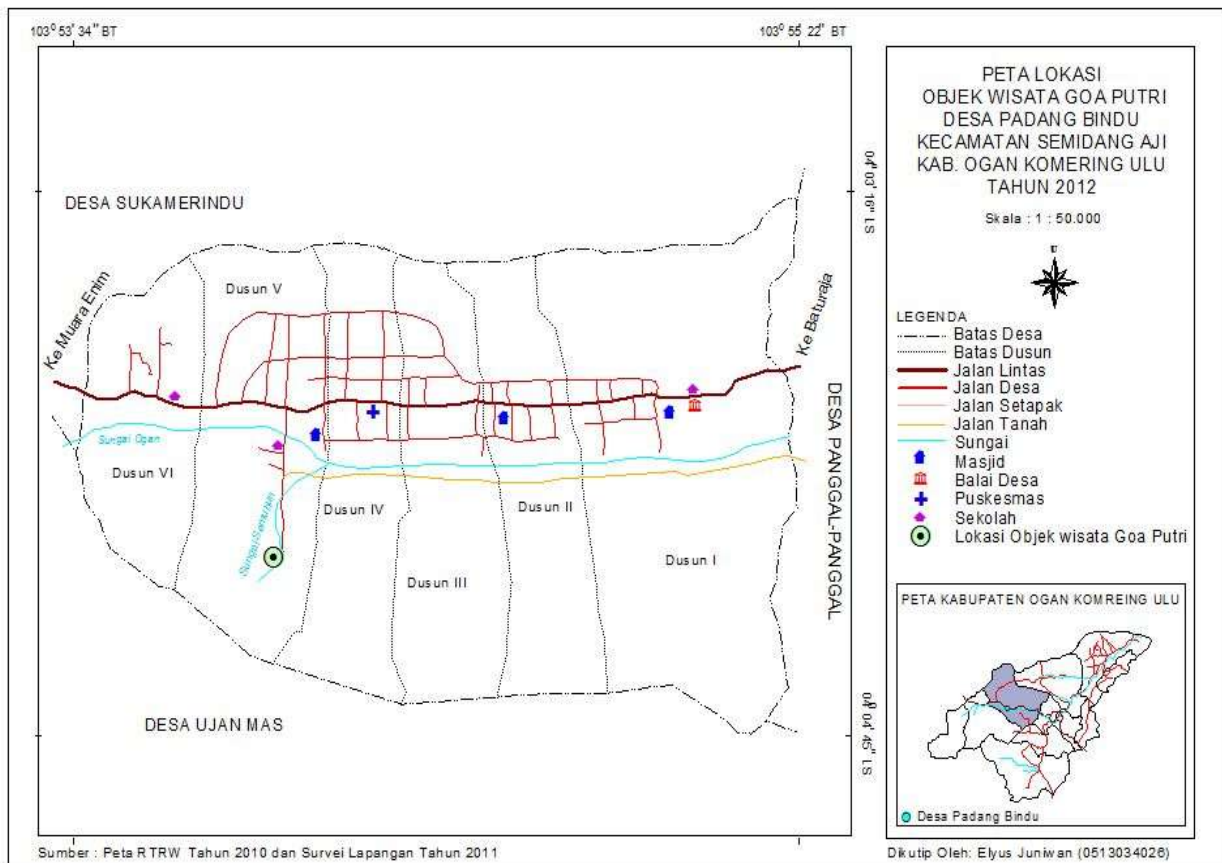 103° 53' 34" BT
103° 55' 22" BT
04° 03' 16" LS
DESA SUKAMERINDU
Ke Muara Enim
Dusun V
Ke Baturaja
Sungai Ogan
Dusun VI
Sungai Semuhun
Dusun IV
Dusun III
Dusun II
Dusun I
DESA PANGGAL-PANGGAL
DESA UJAN MAS
04' 45" LS
Sumber : Peta RTRW Tahun 2010 dan Survei Lapangan Tahun 2011
PETA LOKASI
OBJEK WISATA GOA PUTRI
DESA PADANG BINDU
KECAMATAN SEMIDANG AJI
KAB. OGAN KOMERING ULU
TAHUN 2012
Skala : 1 : 50.000
U
LEGENDA
Batas Desa
Batas Dusun
Jalan Lintas
Jalan Desa
Jalan Setapak
Jalan Tanah
Sungai
Masjid
Balai Desa
Puskesmas
Sekolah
Lokasi Objek wisata Goa Putri
PETA KABUPATEN OGAN KOMREING ULU
Desa Padang Bindu
Dikutip Oleh: Elyus Juniwan (0513034026)